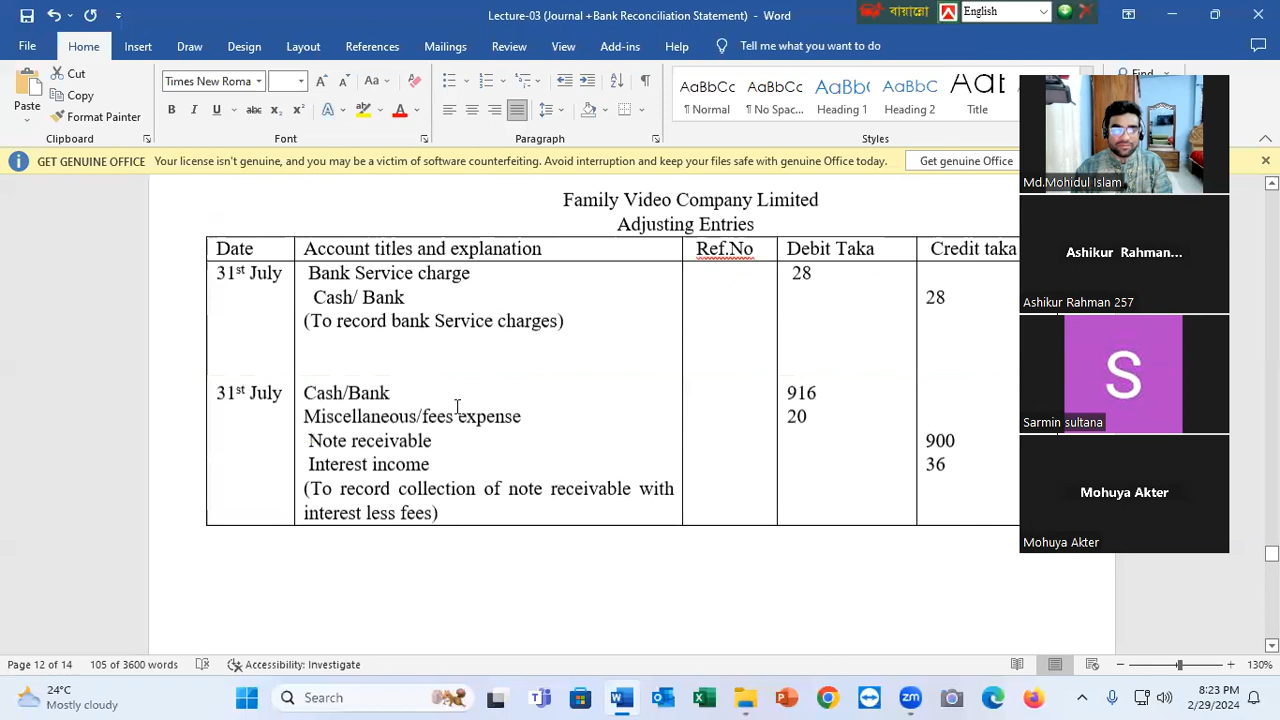 Lecture-03 (Journal +Bank Reconciliation Statement) - Word
বায়ান্নো English
File Home Insert Draw Design Layout References Mailings Review View Add-ins Help Tell me what you want to do
Paste Cut Copy Format Painter
Times New Roma
Aa A
B I U abc A
AaBbCc AaBbCc AaBbC AaBbCc AaB
¶ Normal ¶ No Spac... Heading 1 Heading 2 Title
Find
Clipboard Font Paragraph Styles
GET GENUINE OFFICE Your license isn't genuine, and you may be a victim of software counterfeiting. Avoid interruption and keep your files safe with genuine Office today. Get genuine Office
Family Video Company Limited
Adjusting Entries
Date Account titles and explanation Ref.No Debit Taka Credit taka
31st July Bank Service charge 28
Cash/ Bank 28
(To record bank Service charges)
31st July Cash/Bank 916
Miscellaneous/fees expense 20
Note receivable 900
Interest income 36
(To record collection of note receivable with
interest less fees)
Md.Mohidul Islam
Ashikur Rahman...
Ashikur Rahman 257
S
Sarmin sultana
Mohuya Akter
Mohuya Akter
Page 12 of 14 105 of 3600 words Accessibility: Investigate 130%
24°C
Mostly cloudy
Search
8:23 PM
2/29/2024